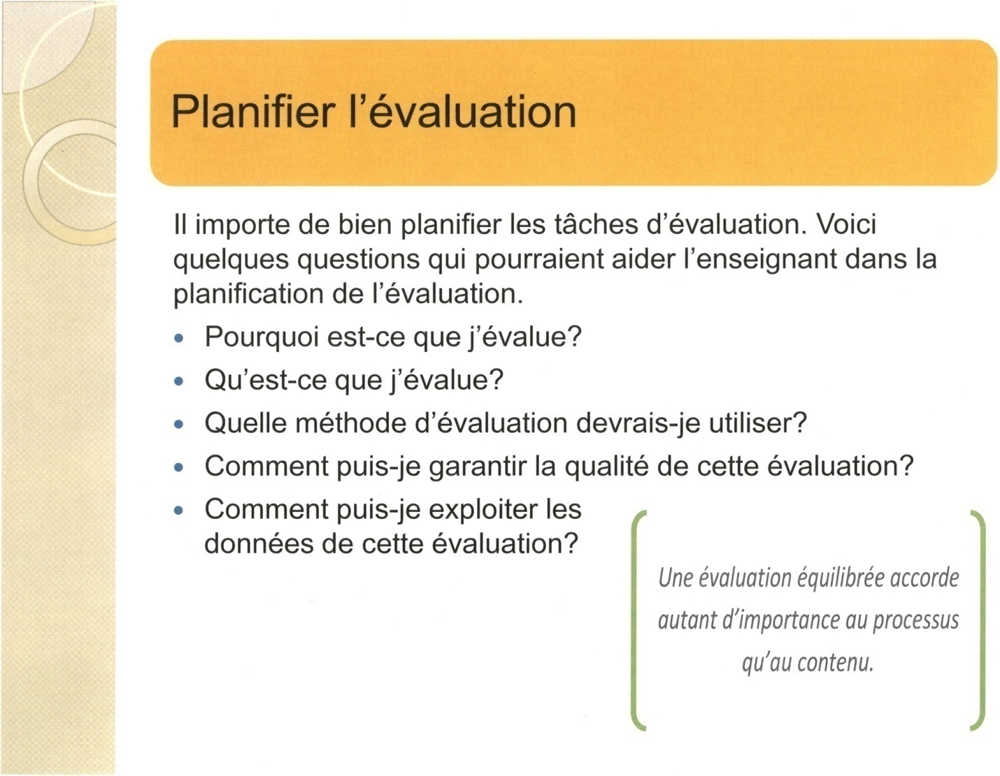 Planifier l’évaluation
Il importe de bien planifier les tâches d’évaluation. Voici
quelques questions qui pourraient aider l’enseignant dans la
planification de l’évaluation.
• Pourquoi est-ce que j’évalue?
• Qu’est-ce que j’évalue?
• Quelle méthode d’évaluation devrais-je utiliser?
• Comment puis-je garantir la qualité de cette évaluation?
• Comment puis-je exploiter les
données de cette évaluation?
Une évaluation équilibrée accorde
autant d’importance au processus
qu’au contenu.